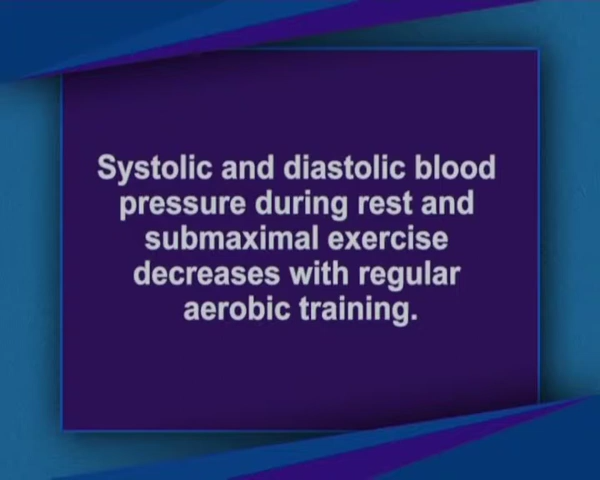 Systolic and diastolic blood
pressure during rest and
submaximal exercise
decreases with regular
aerobic training.